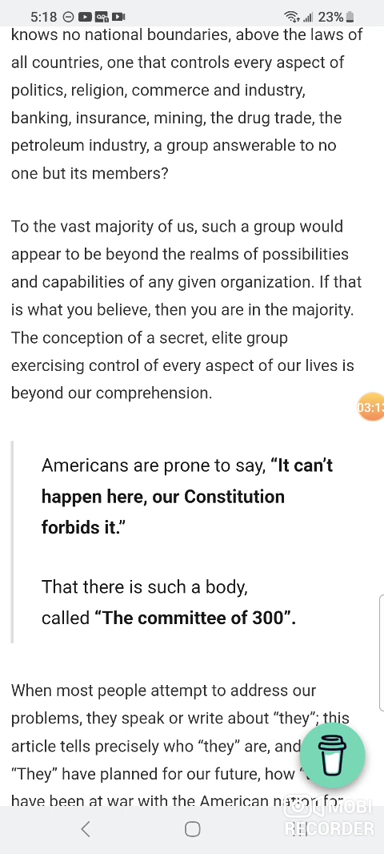 5:18
23%
knows no national boundaries, above the laws of
all countries, one that controls every aspect of
politics, religion, commerce and industry,
banking, insurance, mining, the drug trade, the
petroleum industry, a group answerable to no
one but its members?
To the vast majority of us, such a group would
appear to be beyond the realms of possibilities
and capabilities of any given organization. If that
is what you believe, then you are in the majority.
The conception of a secret, elite group
exercising control of every aspect of our lives is
beyond our comprehension.
03:13
Americans are prone to say, “It can’t
happen here, our Constitution
forbids it.”
That there is such a body,
called “The committee of 300”.
When most people attempt to address our
problems, they speak or write about “they”; this
article tells precisely who “they” are, and
“They” have planned for our future, how
have been at war with the American nation for
MOBI
RECORDER